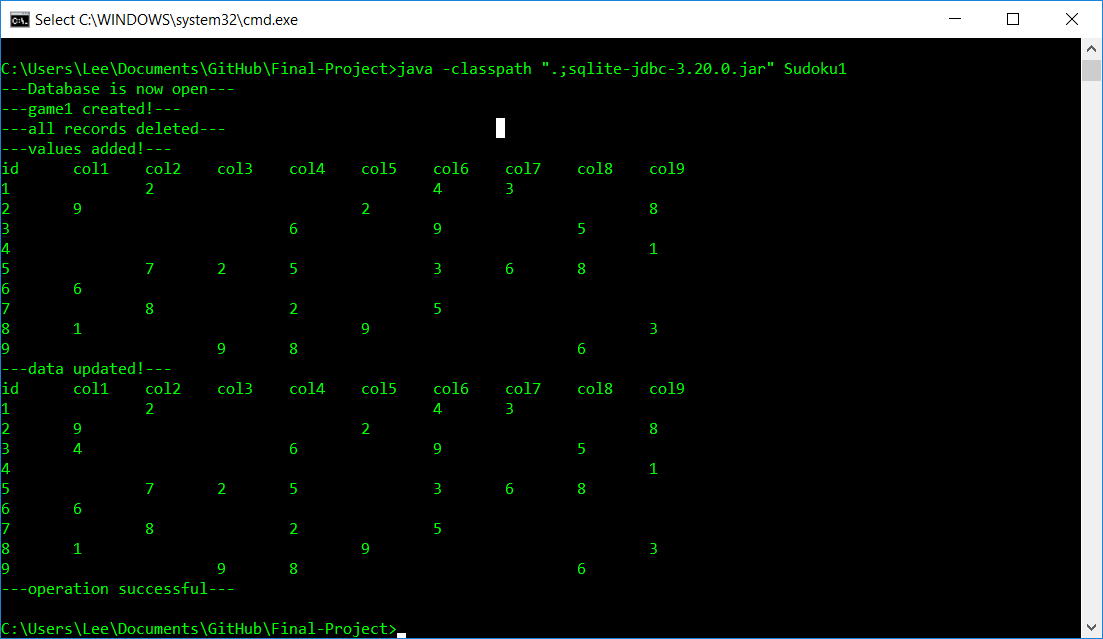 Select C:\WINDOWS\system32\cmd.exe
C:\Users\Lee\Documents\GitHub\Final-Project>java -classpath ".;sqlite-jdbc-3.20.0.jar" Sudoku1
---Database is now open---
---game1 created!---
---all records deleted---
---values added!---
id      col1    col2    col3    col4    col5    col6    col7    col8    col9
1               2                               4       3
2       9                               2                               8
3                               6               9               5
4                                                                       1
5               7       2       5               3       6       8
6       6
7               8               2               5
8       1                               9                               3
9                       9       8                               6
---data updated!---
id      col1    col2    col3    col4    col5    col6    col7    col8    col9
1               2                               4       3
2       9                               2                               8
3       4                       6               9               5
4                                                                       1
5               7       2       5               3       6       8
6       6
7               8               2               5
8       1                               9                               3
9                       9       8                               6
---operation successful---
C:\Users\Lee\Documents\GitHub\Final-Project>